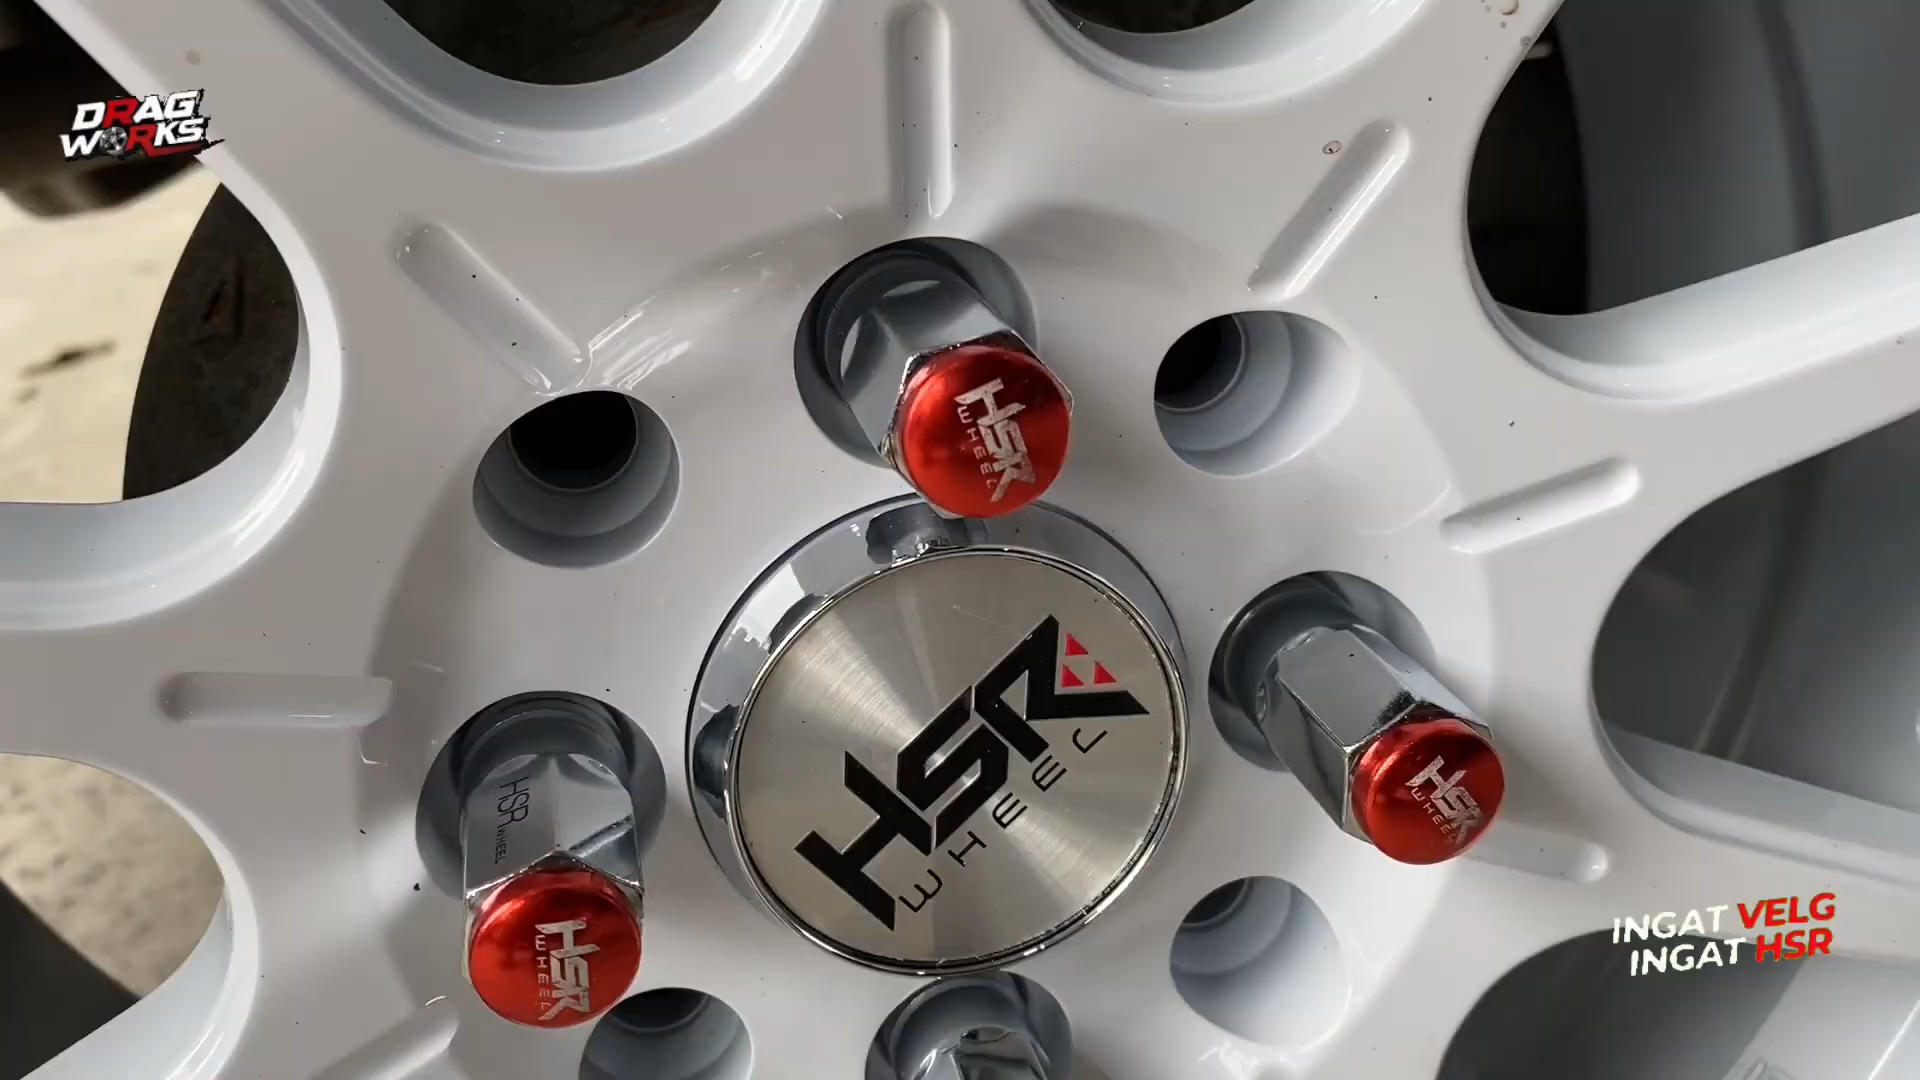 DRAG
WORKS
HSR
WHEEL
HSR
WHEEL
HSR
WHEEL
HSR
WHEEL
HSR
WHEEL
INGAT VELG
INGAT HSR